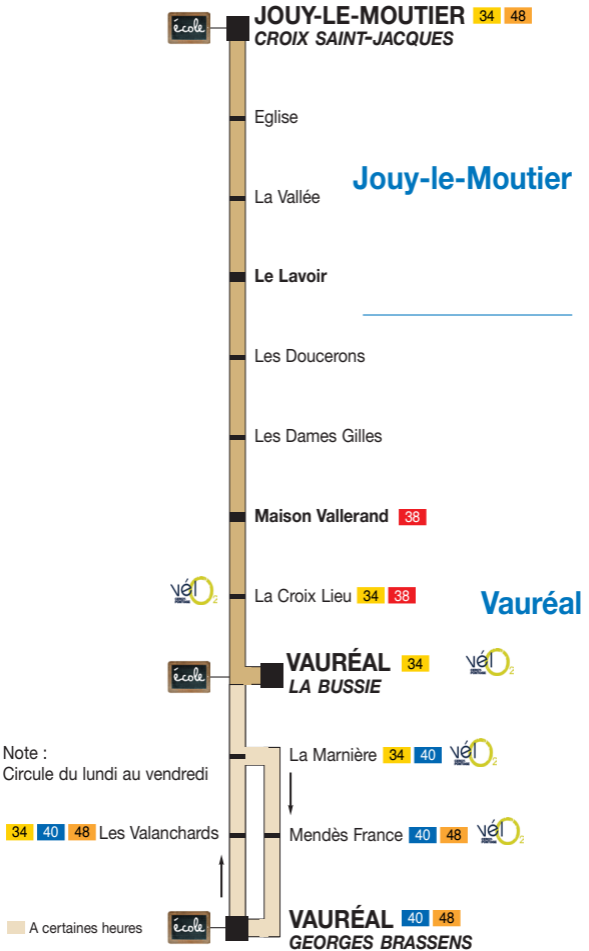 école
JOUY-LE-MOUTIER 34 48
CROIX SAINT-JACQUES
Eglise
Jouy-le-Moutier
La Vallée
Le Lavoir
Les Doucerons
Les Dames Gilles
Maison Vallerand 38
vélO2
La Croix Lieu 34 38
Vauréal
école
VAURÉAL 34
vélO2
LA BUSSIE
Note :
Circule du lundi au vendredi
La Marnière 34 40
vélO2
34 40 48 Les Valanchards
Mendès France 40 48
vélO2
A certaines heures
école
VAURÉAL 40 48
GEORGES BRASSENS